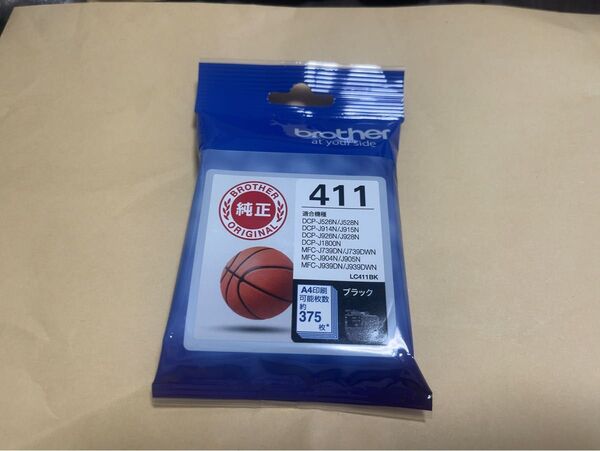 brother
at your side
BROTHER
純正
ORIGINAL
411
適合機種
DCP-J526N/J528N
DCP-J914N/J915N
DCP-J926N/J928N
DCP-J1800N
MFC-J739DN/J739DWN
MFC-J904N/J905N
MFC-J939DN/J939DWN
LC411BK
A4印刷
可能枚数
約
375
枚*
ブラック